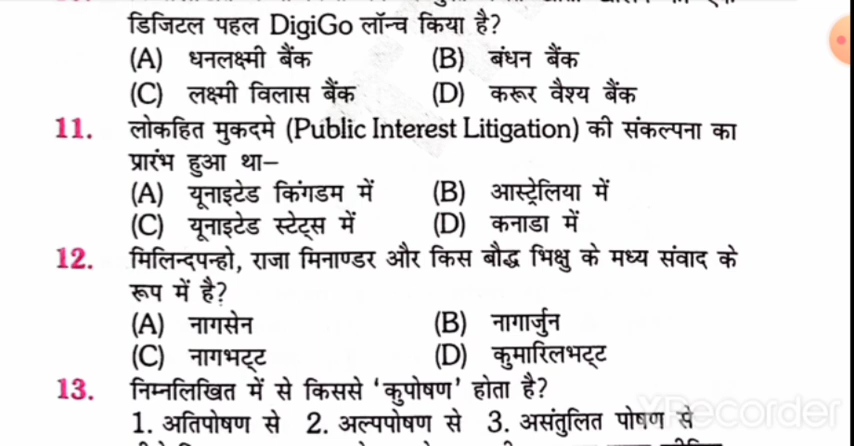 डिजिटल पहल DigiGo लॉन्च किया है?
(A) धनलक्ष्मी बैंक (B) बंधन बैंक
(C) लक्ष्मी विलास बैंक (D) करूर वैश्य बैंक
11. लोकहित मुकदमे (Public Interest Litigation) की संकल्पना का
प्रारंभ हुआ था–
(A) यूनाइटेड किंगडम में (B) आस्ट्रेलिया में
(C) यूनाइटेड स्टेट्स में (D) कनाडा में
12. मिलिन्दपन्हो, राजा मिनाण्डर और किस बौद्ध भिक्षु के मध्य संवाद के
रूप में है?
(A) नागसेन (B) नागार्जुन
(C) नागभट्ट (D) कुमारिलभट्ट
13. निम्नलिखित में से किससे ‘कुपोषण’ होता है?
1. अतिपोषण से 2. अल्पपोषण से 3. असंतुलित पोषण से
XRecorder